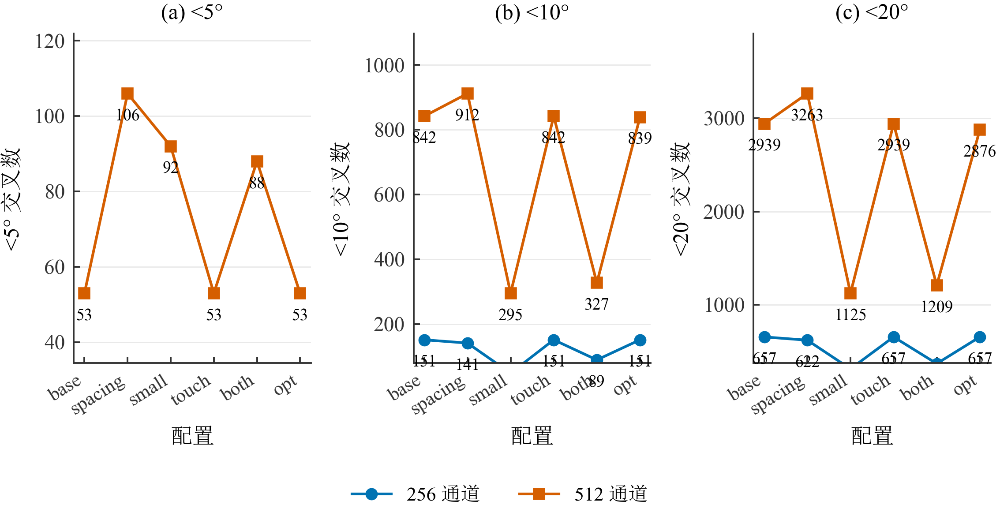 (a) <5°
120
100
80
60
40
<5° 交叉数
53
106
92
53
88
53
base
spacing
small
touch
both
opt
配置
(b) <10°
1000
800
600
400
200
<10° 交叉数
842
912
295
842
327
839
151
141
151
89
151
base
spacing
small
touch
both
opt
配置
(c) <20°
3000
2000
1000
<20° 交叉数
2939
3263
1125
2939
1209
2876
657
622
657
657
base
spacing
small
touch
both
opt
配置
256 通道
512 通道